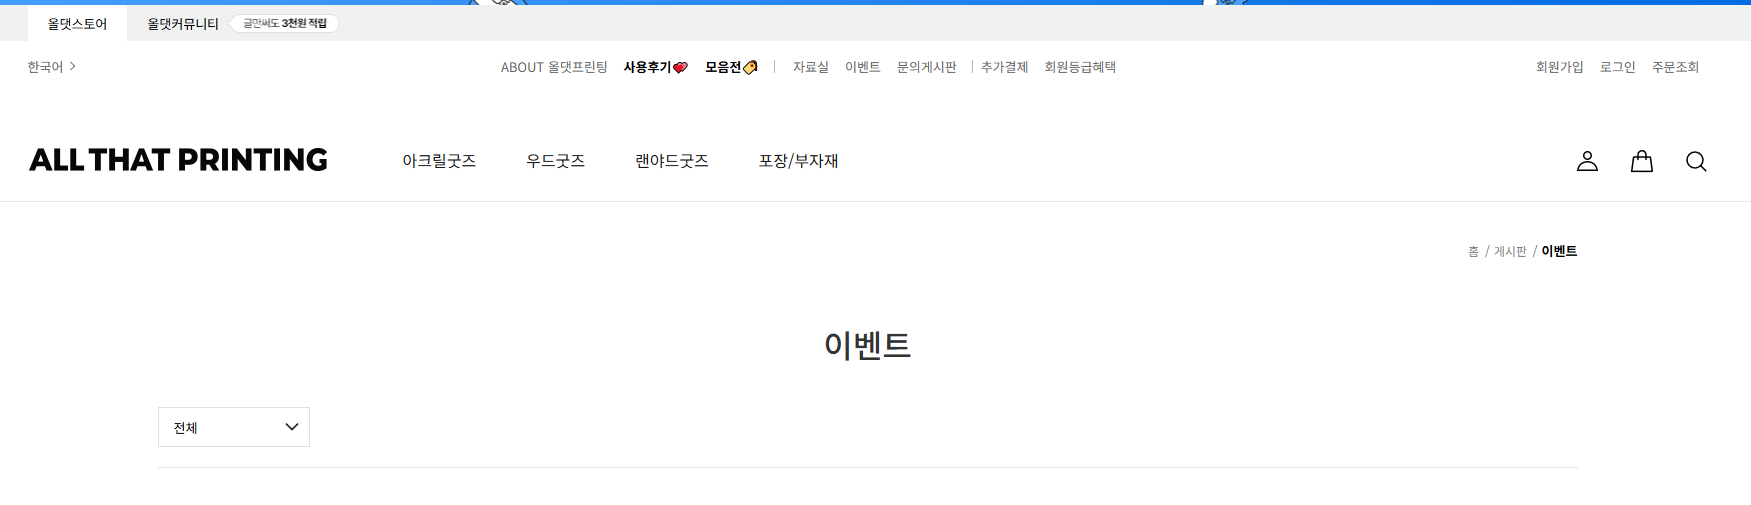 올댓스토어 올댓커뮤니티 글만써도 3천원 적립
한국어 ABOUT 올댓프린팅 사용후기 모음전 자료실 이벤트 문의게시판 추가결제 회원등급혜택 회원가입 로그인 주문조회
ALL THAT PRINTING 아크릴굿즈 우드굿즈 랜야드굿즈 포장/부자재
홈 / 게시판 / 이벤트
이벤트
전체